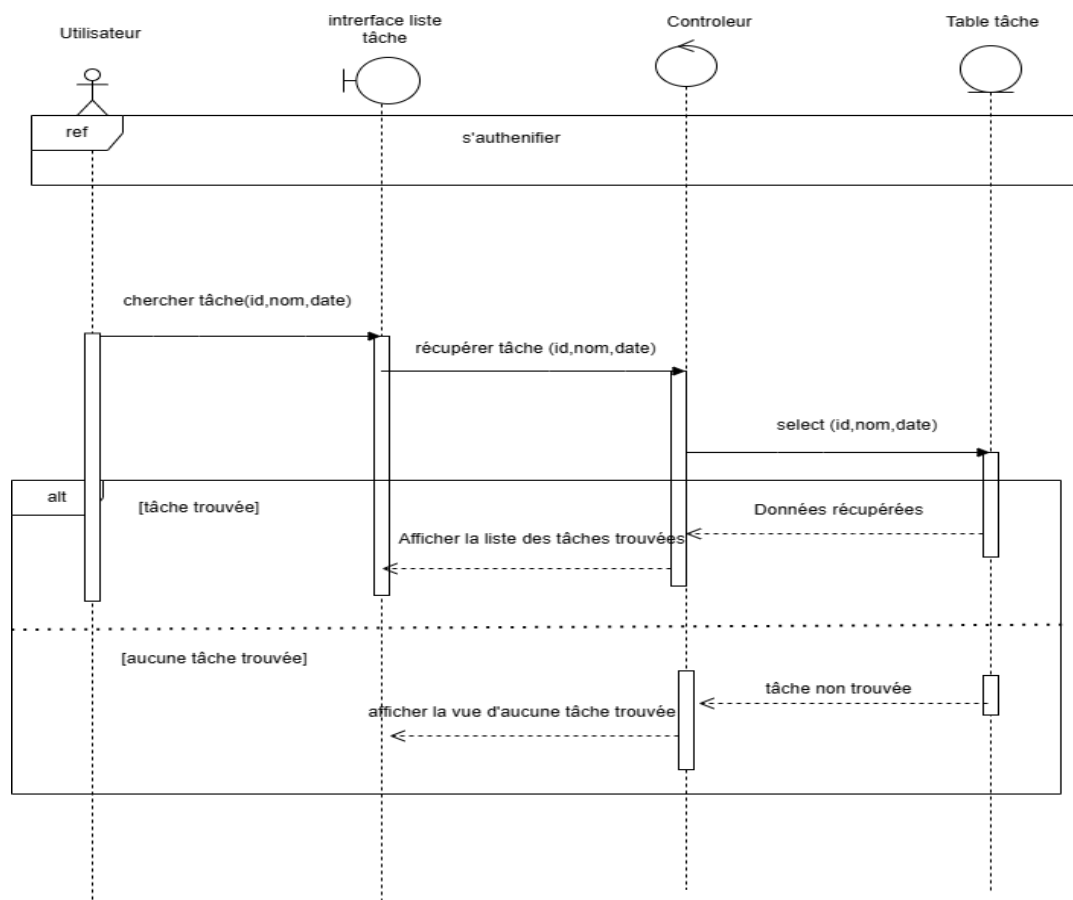 Utilisateur
intrerface liste
tâche
Controleur
Table tâche
ref
s'authenifier
chercher tâche(id,nom,date)
récupérer tâche (id,nom,date)
select (id,nom,date)
alt
[tâche trouvée]
Données récupérées
Afficher la liste des tâches trouvées
[aucune tâche trouvée]
tâche non trouvée
afficher la vue d'aucune tâche trouvée